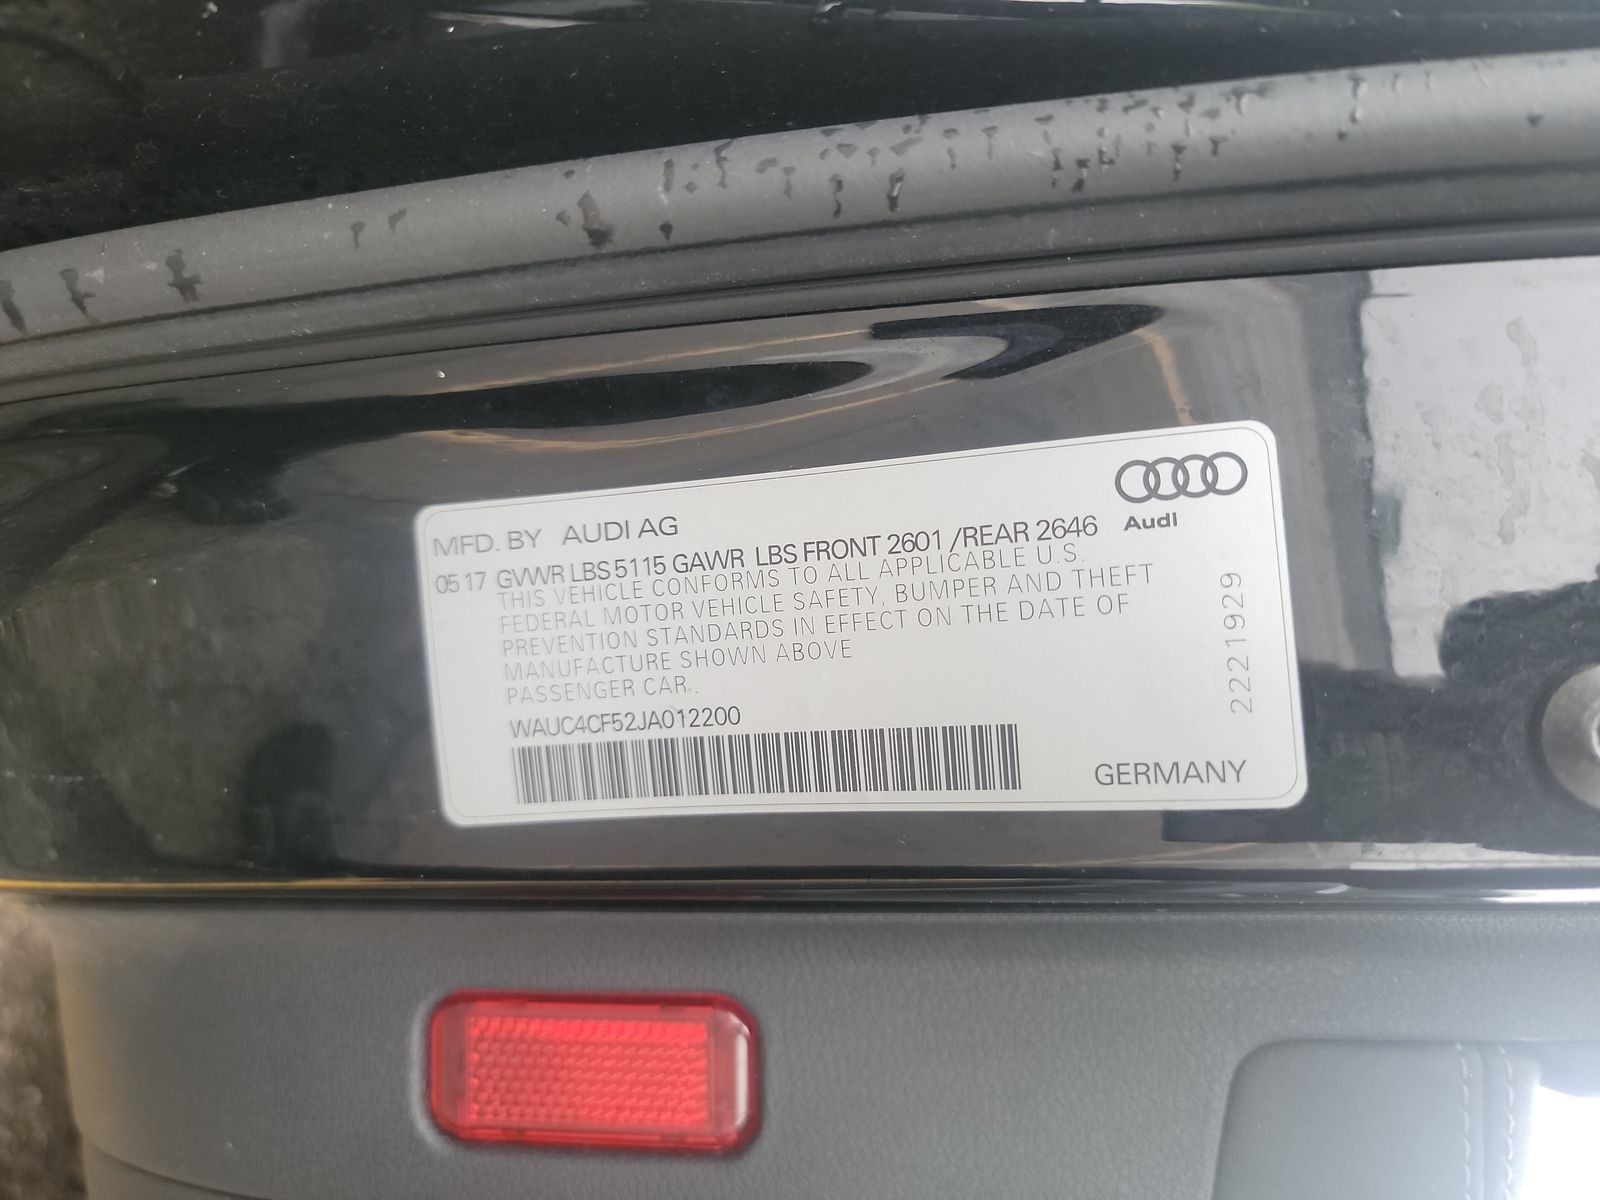 MFD. BY AUDI AG
05 17 GVWR LBS 5115 GAWR LBS FRONT 2601 /REAR 2646
THIS VEHICLE CONFORMS TO ALL APPLICABLE U.S.
FEDERAL MOTOR VEHICLE SAFETY, BUMPER AND THEFT
PREVENTION STANDARDS IN EFFECT ON THE DATE OF
MANUFACTURE SHOWN ABOVE
PASSENGER CAR.
WAUC4CF52JA012200
Audi
2221929
GERMANY